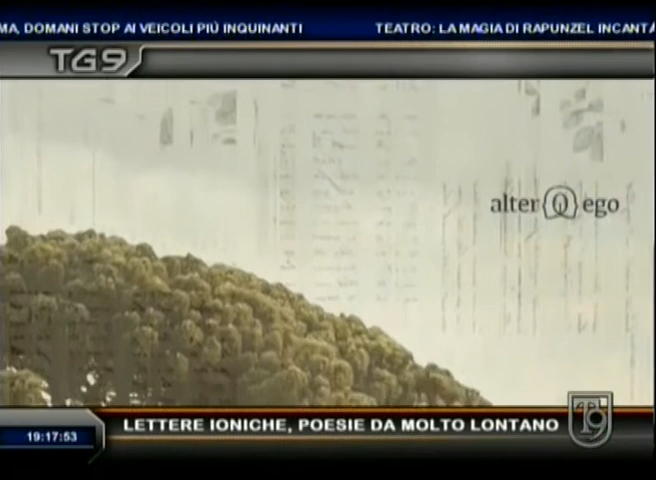 MA, DOMANI STOP AI VEICOLI PIÙ INQUINANTI
TEATRO: LA MAGIA DI RAPUNZEL INCANTA
TG9
alter ego
19:17:53
LETTERE IONICHE, POESIE DA MOLTO LONTANO
T9